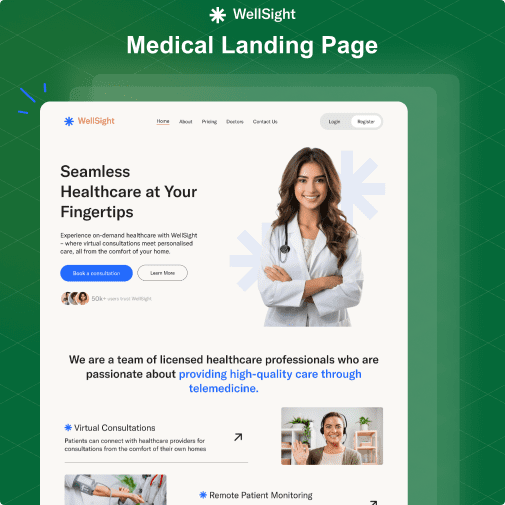 WellSight
Medical Landing Page
WellSight
Home About Pricing Doctors Contact Us Login Register
Seamless
Healthcare at Your
Fingertips
Experience on-demand healthcare with WellSight
– where virtual consultations meet personalised
care, all from the comfort of your home.
Book a consultation Learn More
50k+ users trust WellSight
We are a team of licensed healthcare professionals who are
passionate about providing high-quality care through
telemedicine.
Virtual Consultations
Patients can connect with healthcare providers for
consultations from the comfort of their own homes
Remote Patient Monitoring